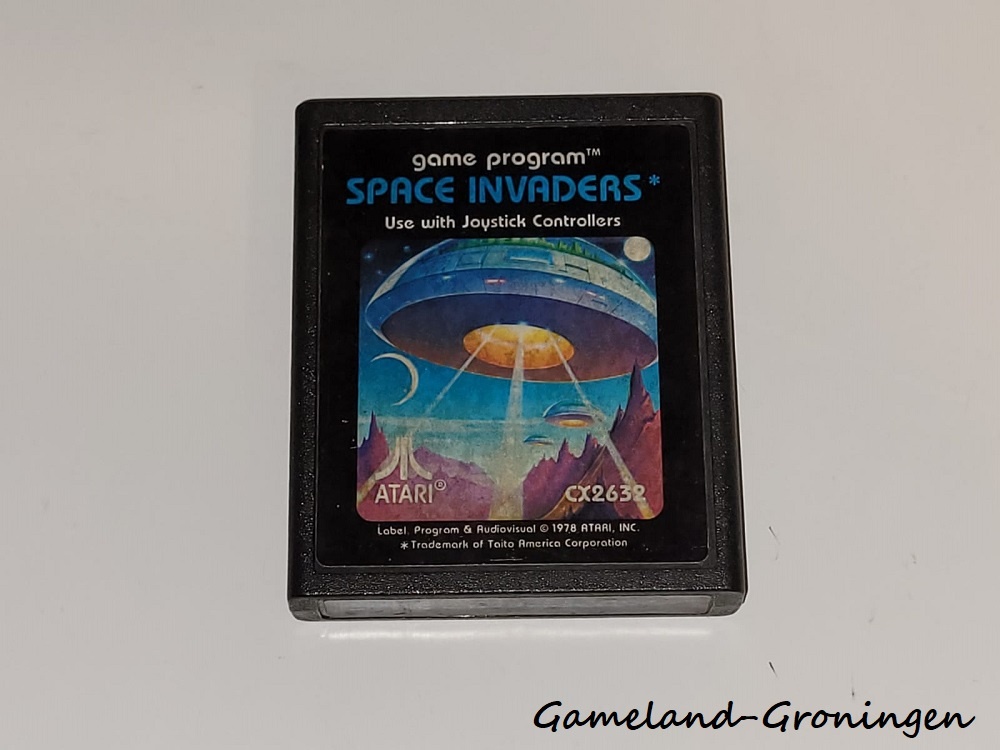 game program™
SPACE INVADERS*
Use with Joystick Controllers
ATARI®
CX2632
Label, Program & Audiovisual © 1978 ATARI, INC.
*Trademark of Taito America Corporation
Gameland-Groningen